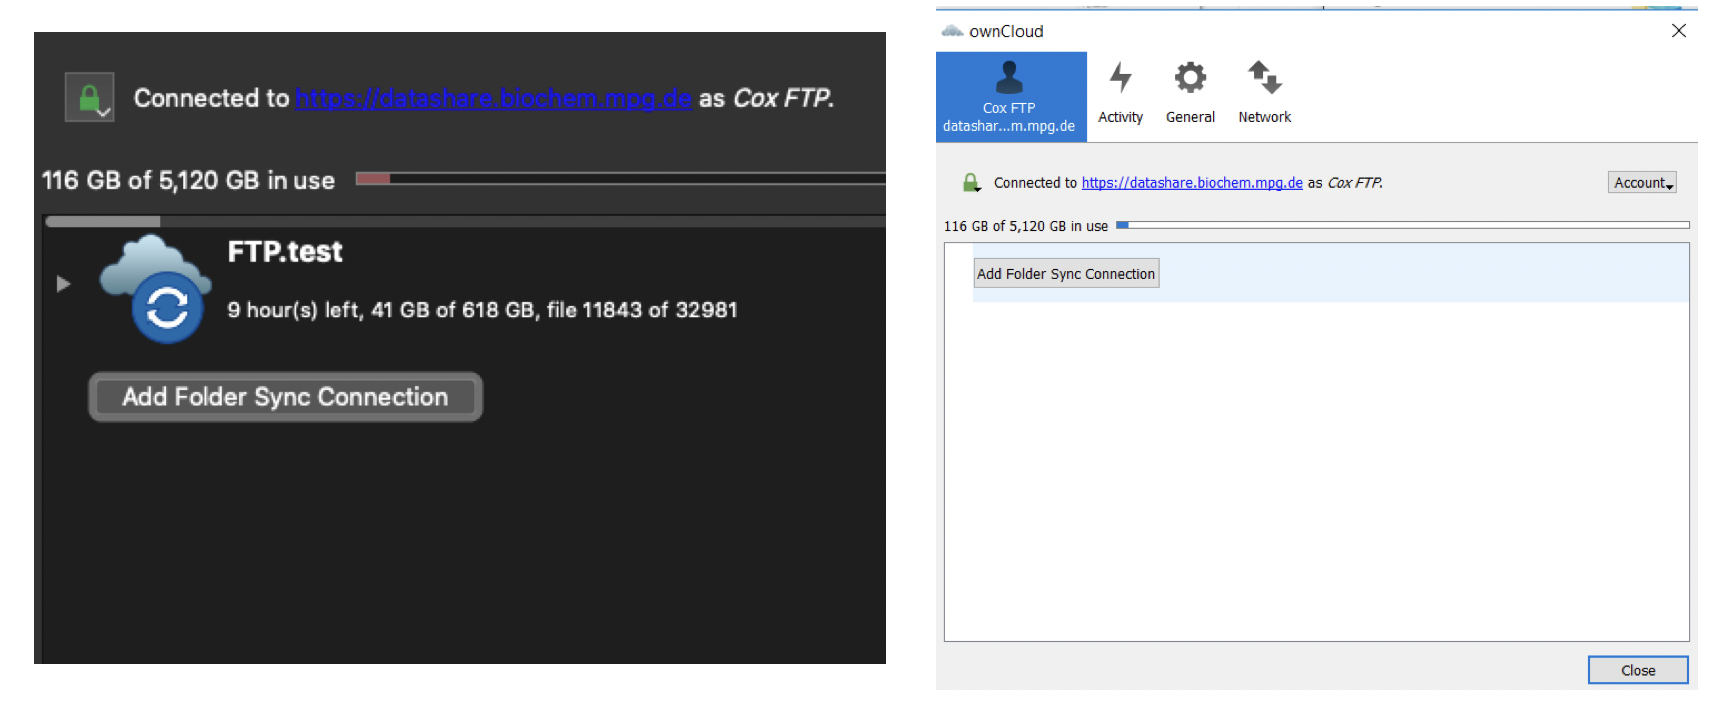 Connected to https://datashare.biochem.mpg.de as Cox FTP.
116 GB of 5,120 GB in use
FTP.test
9 hour(s) left, 41 GB of 618 GB, file 11843 of 32981
Add Folder Sync Connection
ownCloud
Cox FTP
datashar...m.mpg.de
Activity
General
Network
Connected to https://datashare.biochem.mpg.de as Cox FTP.
Account
116 GB of 5,120 GB in use
Add Folder Sync Connection
Close